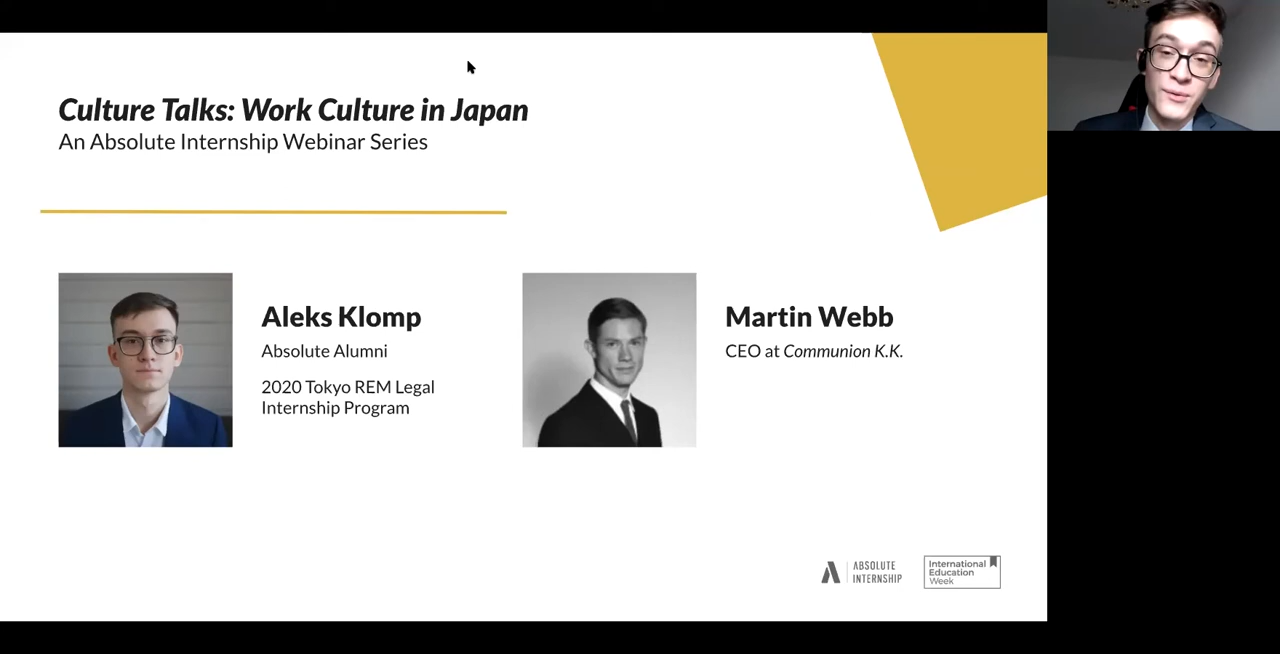 Culture Talks: Work Culture in Japan
An Absolute Internship Webinar Series
Aleks Klomp
Absolute Alumni
2020 Tokyo REM Legal
Internship Program
Martin Webb
CEO at Communion K.K.
ABSOLUTE
INTERNSHIP
International
Education
Week